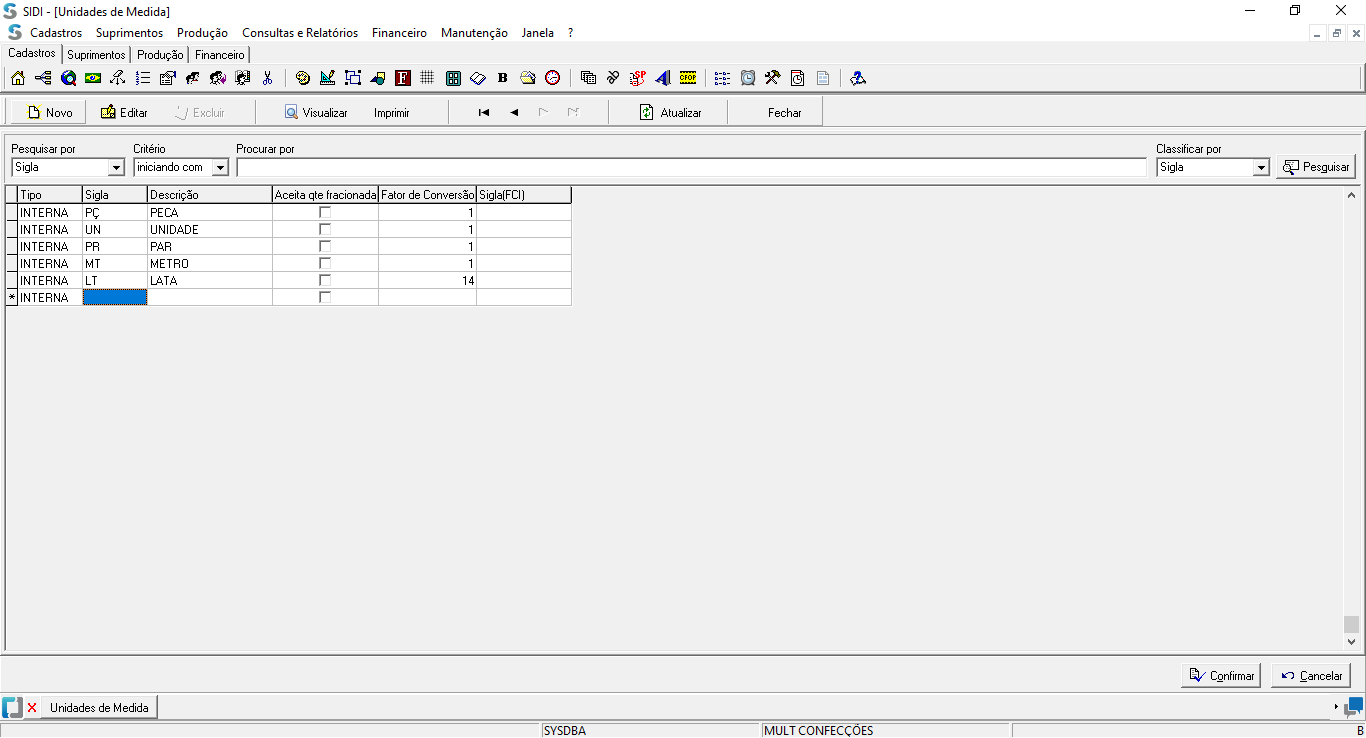 SIDI - [Unidades de Medida]
Cadastros Suprimentos Produção Consultas e Relatórios Financeiro Manutenção Janela ?
Cadastros Suprimentos Produção Financeiro
F B SP CFOP
Novo Editar Excluir Visualizar Imprimir Atualizar Fechar
Pesquisar por Critério Procurar por Classificar por
Sigla iniciando com Sigla Pesquisar
Tipo Sigla Descrição Aceita qte fracionada Fator de Conversão Sigla(FCI)
INTERNA PÇ PECA 1
INTERNA UN UNIDADE 1
INTERNA PR PAR 1
INTERNA MT METRO 1
INTERNA LT LATA 14
* INTERNA
Confirmar Cancelar
Unidades de Medida
SYSDBA MULT CONFECÇÕES B